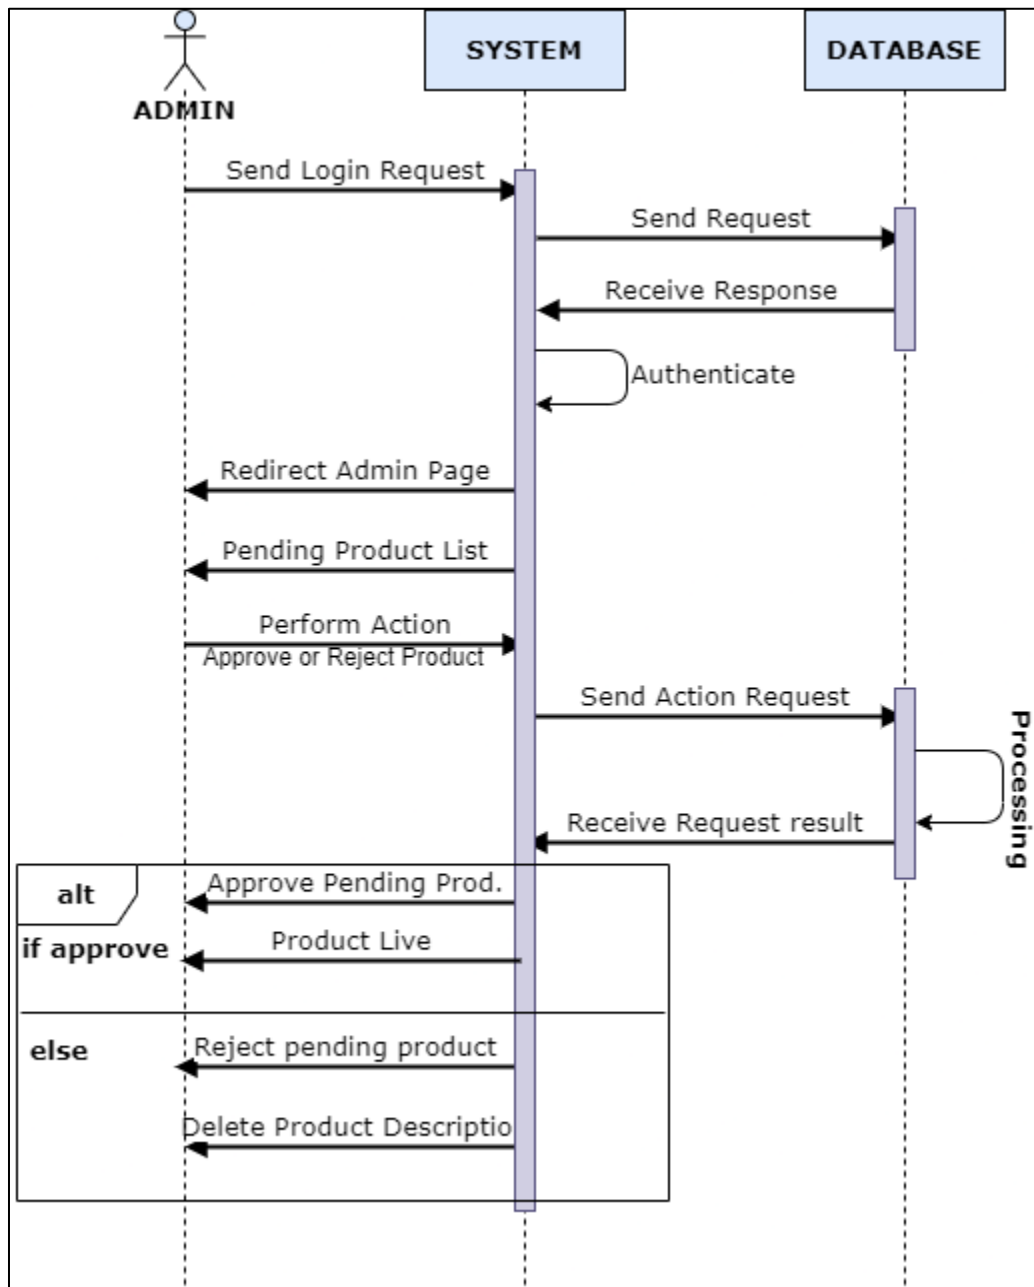 ADMIN
SYSTEM
DATABASE
Send Login Request
Send Request
Receive Response
Authenticate
Redirect Admin Page
Pending Product List
Perform Action
Approve or Reject Product
Send Action Request
Processing
Receive Request result
alt
Approve Pending Prod.
if approve
Product Live
else
Reject pending product
Delete Product Descriptio